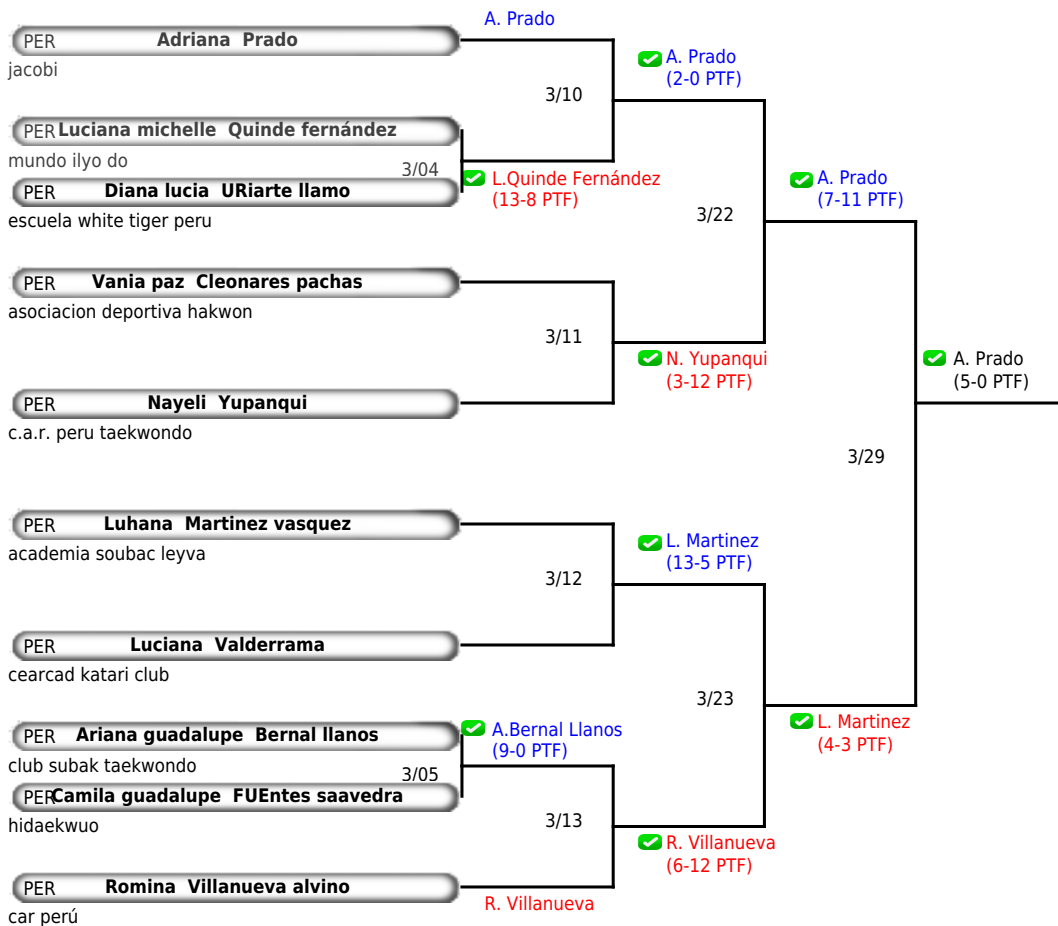 A. Prado
PER Adriana Prado
jacobi
A. Prado
(2-0 PTF)
3/10
PER Luciana michelle Quinde fernández
mundo ilyo do
3/04
L.Quinde Fernández
(13-8 PTF)
PER Diana lucia URiarte llamo
escuela white tiger peru
A. Prado
(7-11 PTF)
3/22
PER Vania paz Cleonares pachas
asociacion deportiva hakwon
3/11
N. Yupanqui
(3-12 PTF)
A. Prado
(5-0 PTF)
PER Nayeli Yupanqui
c.a.r. peru taekwondo
3/29
PER Luhana Martinez vasquez
academia soubac leyva
L. Martinez
(13-5 PTF)
3/12
PER Luciana Valderrama
cearcad katari club
3/23
L. Martinez
(4-3 PTF)
PER Ariana guadalupe Bernal llanos
club subak taekwondo
A.Bernal Llanos
(9-0 PTF)
3/05
PER Camila guadalupe FUEntes saavedra
hidaekwuo
3/13
R. Villanueva
(6-12 PTF)
PER Romina Villanueva alvino
car perú
R. Villanueva